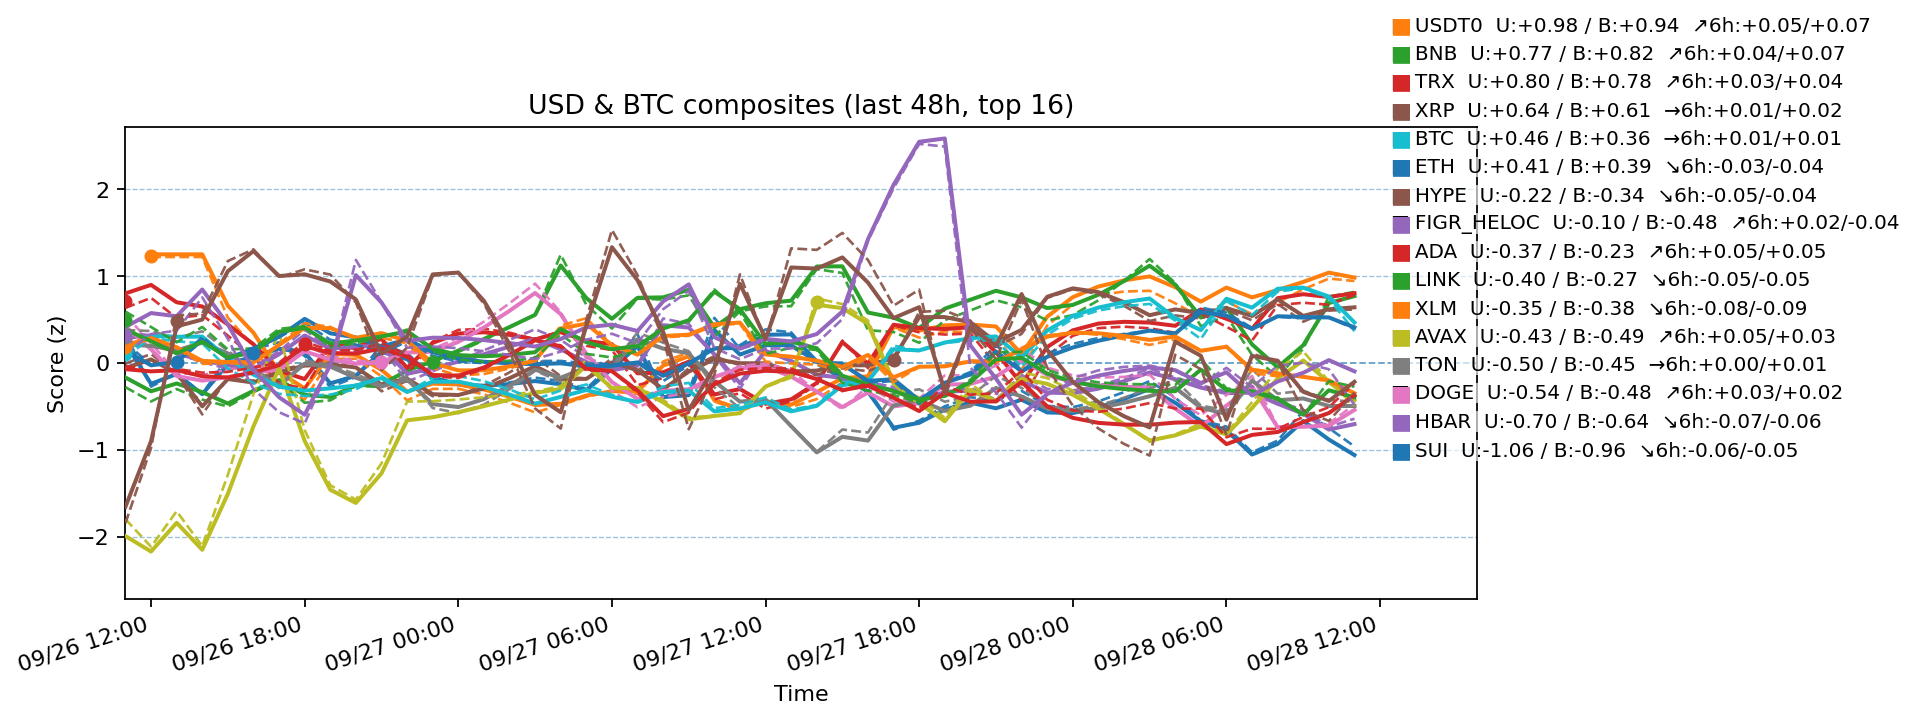 USDT0 U:+0.98 / B:+0.94 ↗6h:+0.05/+0.07
BNB U:+0.77 / B:+0.82 ↗6h:+0.04/+0.07
TRX U:+0.80 / B:+0.78 ↗6h:+0.03/+0.04
XRP U:+0.64 / B:+0.61 →6h:+0.01/+0.02
BTC U:+0.46 / B:+0.36 →6h:+0.01/+0.01
ETH U:+0.41 / B:+0.39 ↘6h:-0.03/-0.04
HYPE U:-0.22 / B:-0.34 ↘6h:-0.05/-0.04
FIGR_HELOC U:-0.10 / B:-0.48 ↗6h:+0.02/-0.04
ADA U:-0.37 / B:-0.23 ↗6h:+0.05/+0.05
LINK U:-0.40 / B:-0.27 ↘6h:-0.05/-0.05
XLM U:-0.35 / B:-0.38 ↘6h:-0.08/-0.09
AVAX U:-0.43 / B:-0.49 ↗6h:+0.05/+0.03
TON U:-0.50 / B:-0.45 →6h:+0.00/+0.01
DOGE U:-0.54 / B:-0.48 ↗6h:+0.03/+0.02
HBAR U:-0.70 / B:-0.64 ↘6h:-0.07/-0.06
SUI U:-1.06 / B:-0.96 ↘6h:-0.06/-0.05
USD & BTC composites (last 48h, top 16)
Score (z)
2
1
0
−1
−2
09/26 12:00
09/26 18:00
09/27 00:00
09/27 06:00
09/27 12:00
09/27 18:00
09/28 00:00
09/28 06:00
09/28 12:00
Time